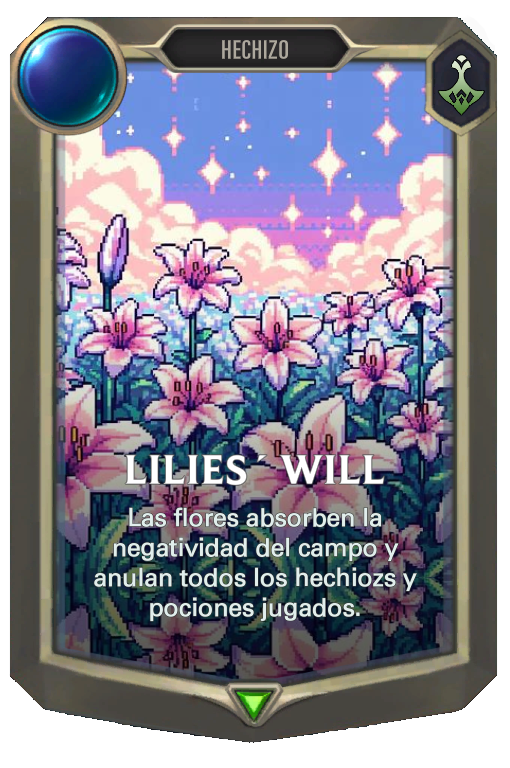 HECHIZO
LILIES´ WILL
Las flores absorben la
negatividad del campo y
anulan todos los hechiozs y
pociones jugados.